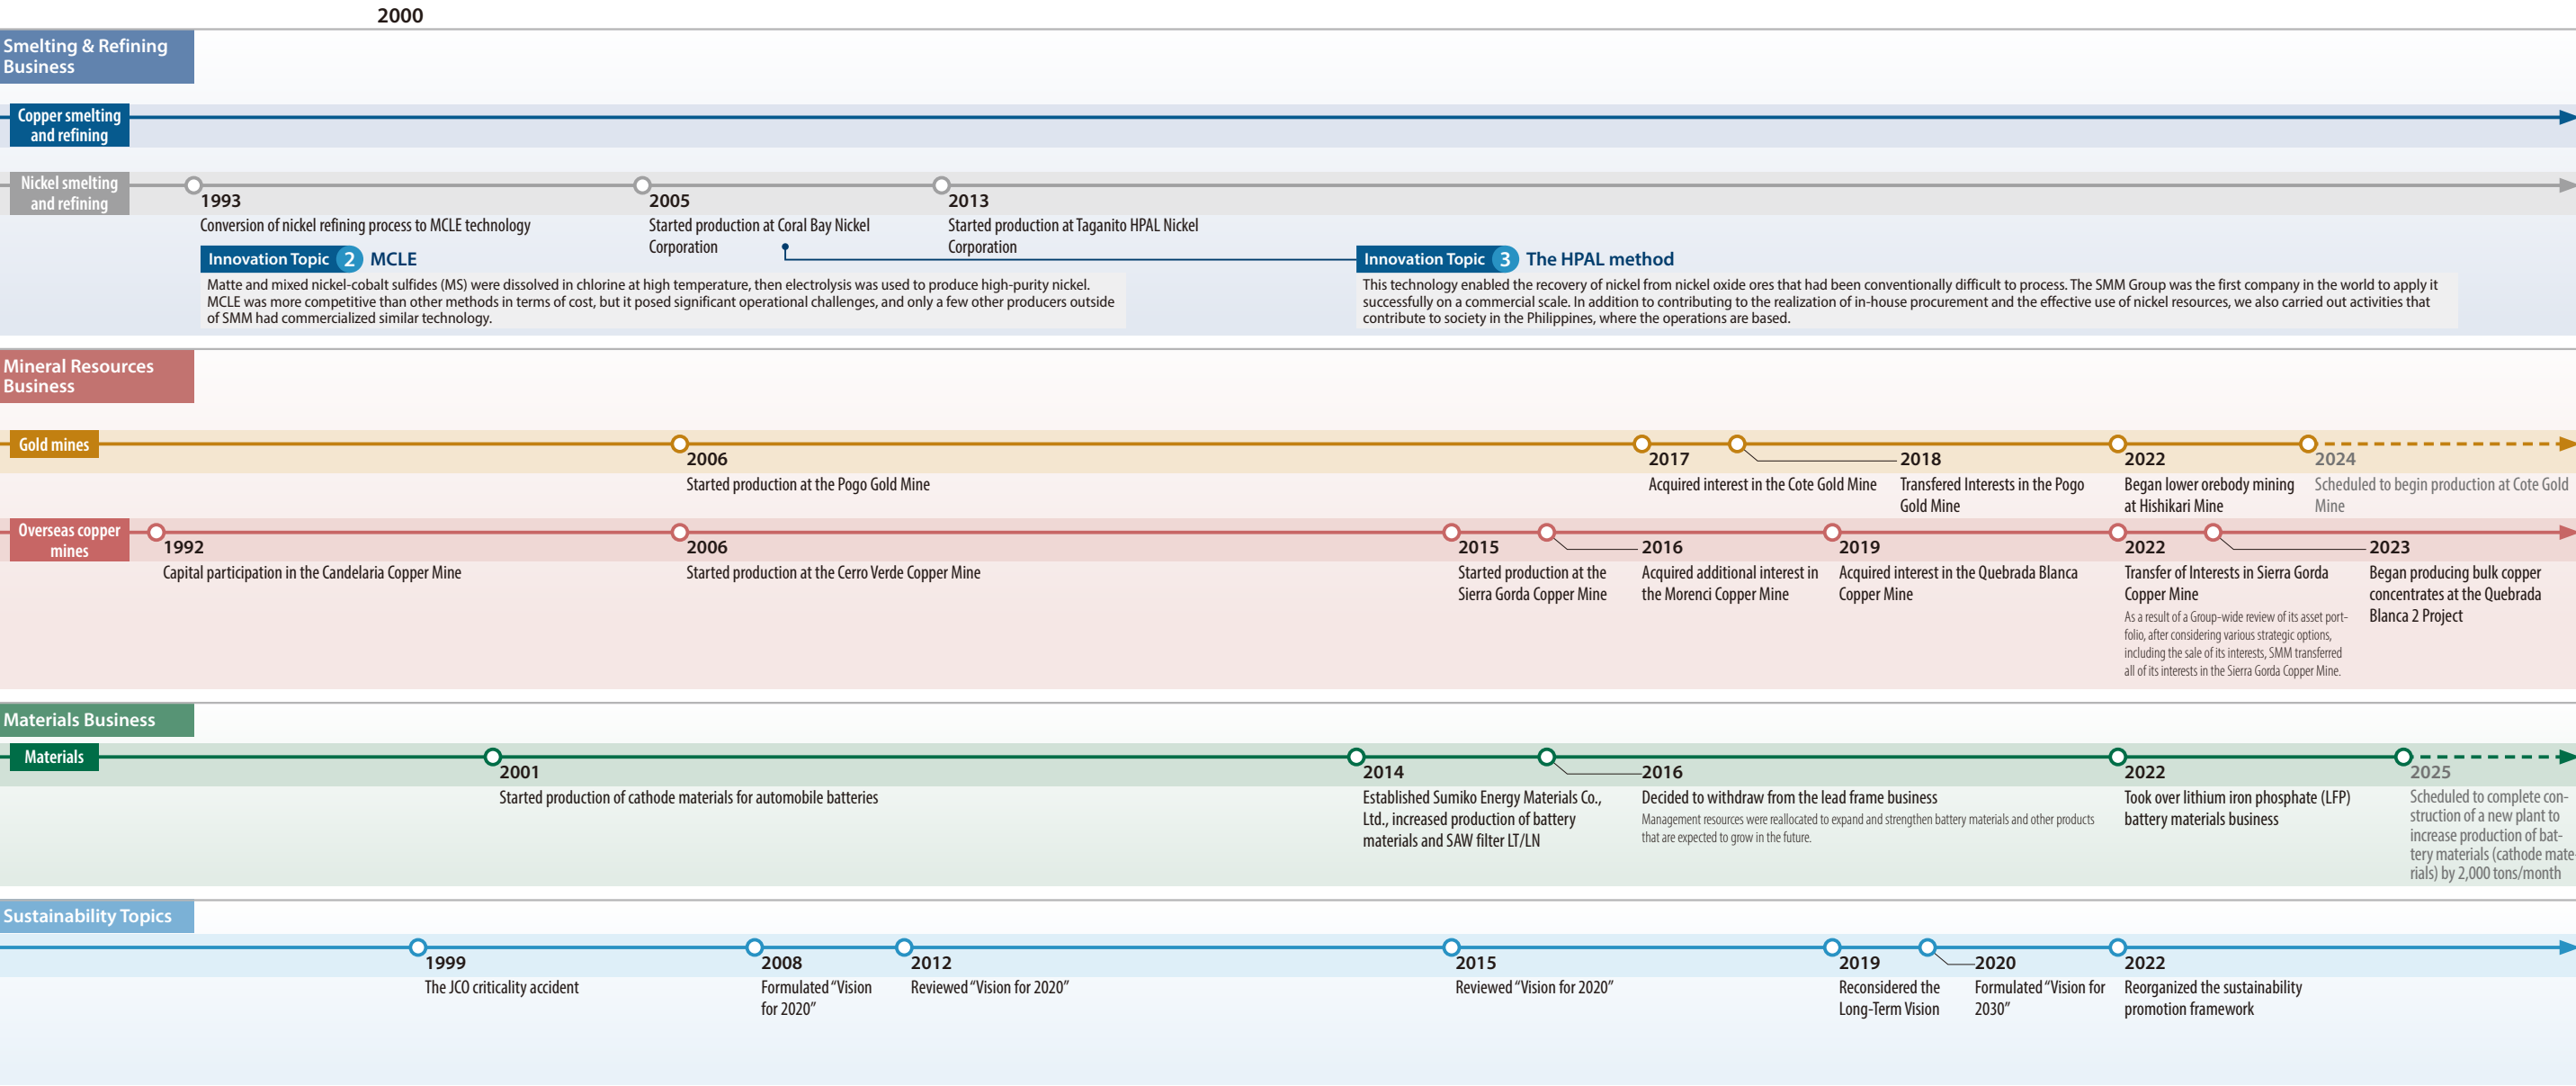 2000
Smelting & Refining
Business
Copper smelting
and refining
Nickel smelting
and refining
1993
Conversion of nickel refining process to MCLE technology
2005
Started production at Coral Bay Nickel
Corporation
2013
Started production at Taganito HPAL Nickel
Corporation
Innovation Topic 2 MCLE
Matte and mixed nickel-cobalt sulfides (MS) were dissolved in chlorine at high temperature, then electrolysis was used to produce high-purity nickel.
MCLE was more competitive than other methods in terms of cost, but it posed significant operational challenges, and only a few other producers outside
of SMM had commercialized similar technology.
Innovation Topic 3 The HPAL method
This technology enabled the recovery of nickel from nickel oxide ores that had been conventionally difficult to process. The SMM Group was the first company in the world to apply it
successfully on a commercial scale. In addition to contributing to the realization of in-house procurement and the effective use of nickel resources, we also carried out activities that
contribute to society in the Philippines, where the operations are based.
Mineral Resources
Business
Gold mines
2006
Started production at the Pogo Gold Mine
2017
Acquired interest in the Cote Gold Mine
2018
Transfered Interests in the Pogo
Gold Mine
2022
Began lower orebody mining
at Hishikari Mine
2024
Scheduled to begin production at Cote Gold
Mine
Overseas copper
mines
1992
Capital participation in the Candelaria Copper Mine
2006
Started production at the Cerro Verde Copper Mine
2015
Started production at the
Sierra Gorda Copper Mine
2016
Acquired additional interest in
the Morenci Copper Mine
2019
Acquired interest in the Quebrada Blanca
Copper Mine
2022
Transfer of Interests in Sierra Gorda
Copper Mine
As a result of a Group-wide review of its asset port-
folio, after considering various strategic options,
including the sale of its interests, SMM transferred
all of its interests in the Sierra Gorda Copper Mine.
2023
Began producing bulk copper
concentrates at the Quebrada
Blanca 2 Project
Materials Business
Materials
2001
Started production of cathode materials for automobile batteries
2014
Established Sumiko Energy Materials Co.,
Ltd., increased production of battery
materials and SAW filter LT/LN
2016
Decided to withdraw from the lead frame business
Management resources were reallocated to expand and strengthen battery materials and other products
that are expected to grow in the future.
2022
Took over lithium iron phosphate (LFP)
battery materials business
2025
Scheduled to complete con-
struction of a new plant to
increase production of bat-
tery materials (cathode mate-
rials) by 2,000 tons/month
Sustainability Topics
1999
The JCO criticality accident
2008
Formulated “Vision
for 2020”
2012
Reviewed “Vision for 2020”
2015
Reviewed “Vision for 2020”
2019
Reconsidered the
Long-Term Vision
2020
Formulated “Vision for
2030”
2022
Reorganized the sustainability
promotion framework